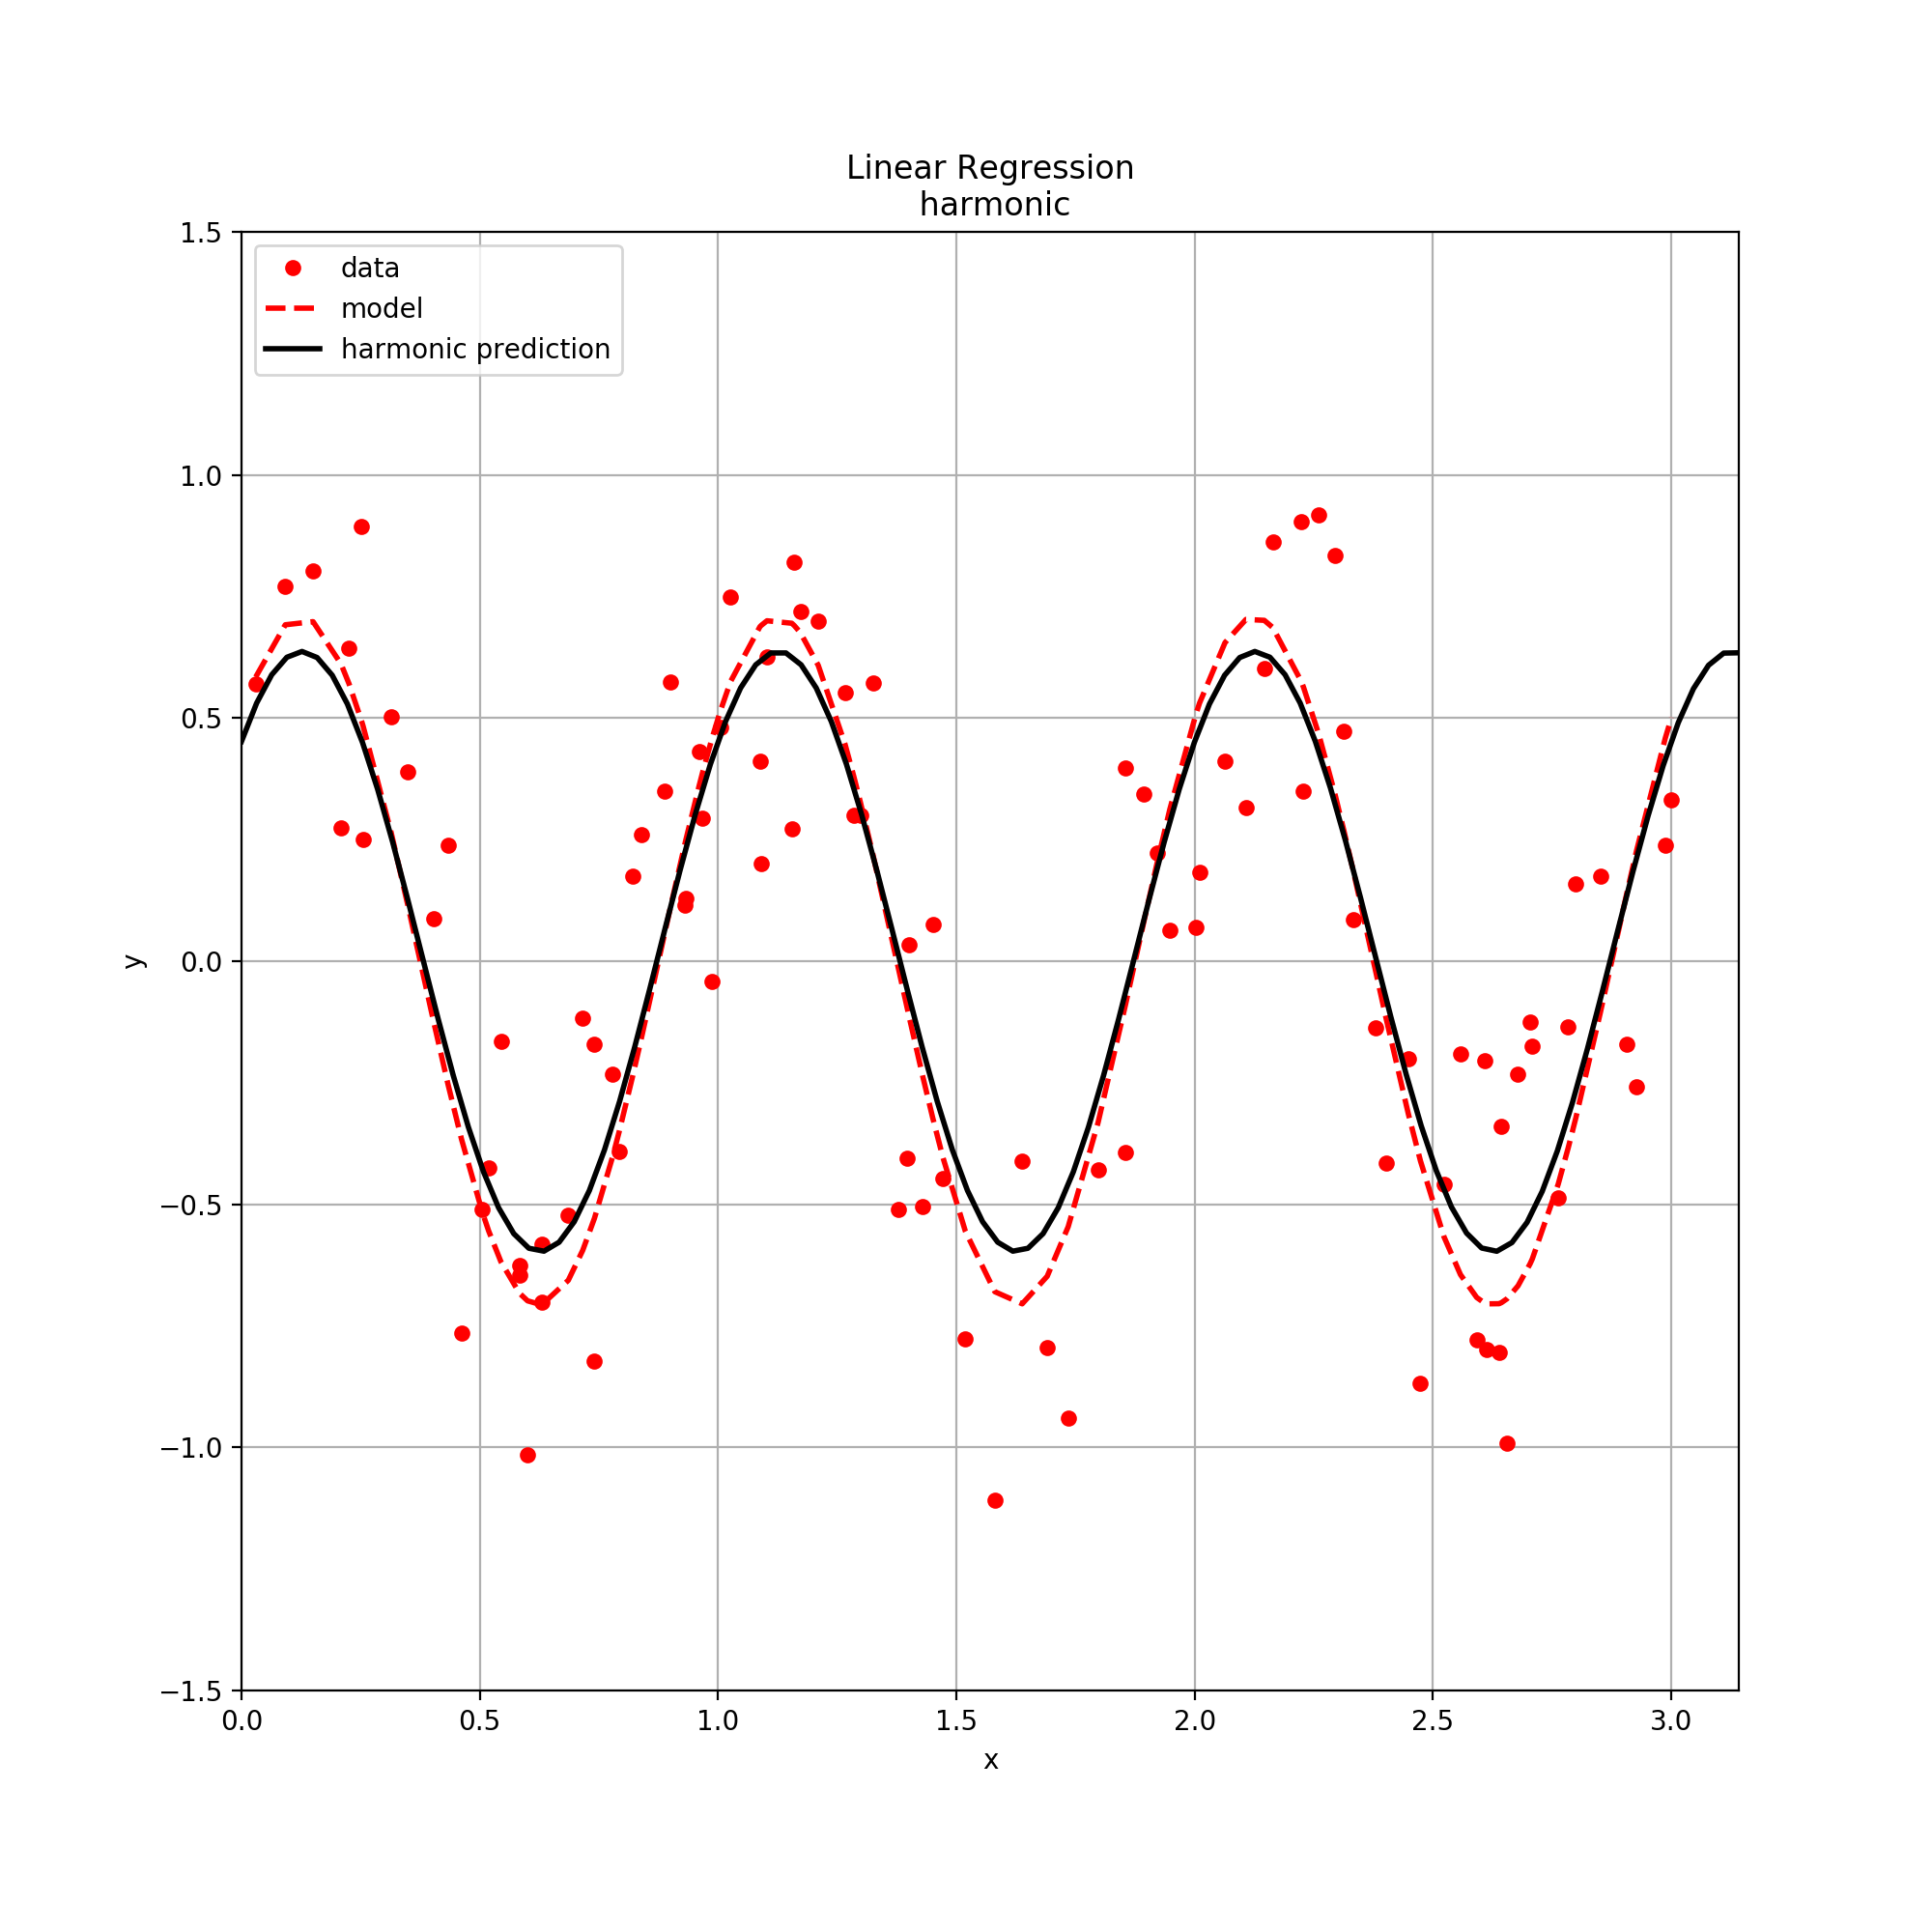 Linear Regression
harmonic
data
model
harmonic prediction
1.5
1.0
0.5
0.0
−0.5
−1.0
−1.5
y
0.0 0.5 1.0 1.5 2.0 2.5 3.0
x